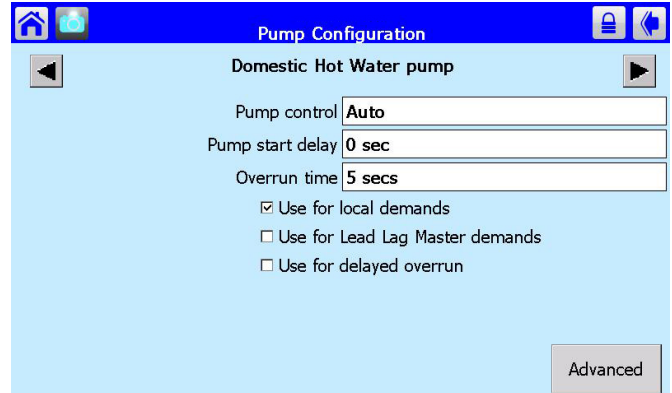 Pump Configuration
Domestic Hot Water pump
Pump control Auto
Pump start delay 0 sec
Overrun time 5 secs
Use for local demands
Use for Lead Lag Master demands
Use for delayed overrun
Advanced